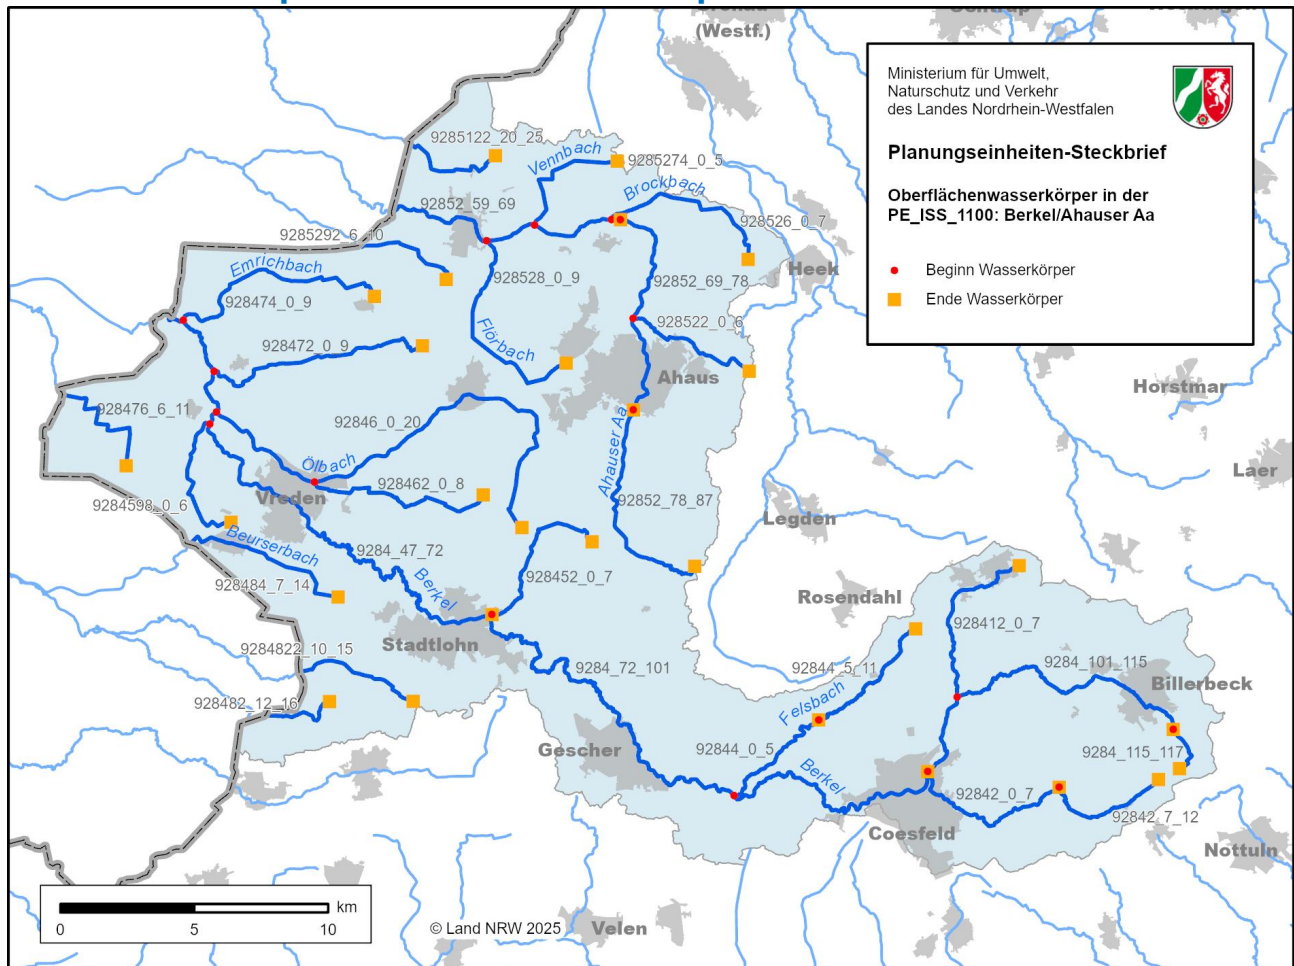 (Westf.)
Ministerium für Umwelt,
Naturschutz und Verkehr
des Landes Nordrhein-Westfalen
Planungseinheiten-Steckbrief
Oberflächenwasserkörper in der
PE_ISS_1100: Berkel/Ahauser Aa
Beginn Wasserkörper
Ende Wasserkörper
9285122_20_25
Vennbach
9285274_0_5
Brockbach
92852_59_69
928526_0_7
9285292_6_10
Emrichbach
928528_0_9
92852_69_78
Heek
928474_0_9
928522_0_6
928472_0_9
Flörbach
Ahaus
Horstmar
928476_6_11
92846_0_20
Ahauser Aa
Ölbach
928462_0_8
Laer
Vreden
92852_78_87
9284598_0_6
Legden
Beurserbach
9284_47_72
928484_7_14
Berkel
928452_0_7
Rosendahl
928412_0_7
Stadtlohn
9284822_10_15
9284_72_101
92844_5_11
9284_101_115
Billerbeck
928482_12_16
Felsbach
Gescher
92844_0_5
9284_115_117
Berkel
92842_0_7
92842_7_12
Coesfeld
Nottuln
km
0 5 10
© Land NRW 2025
Velen